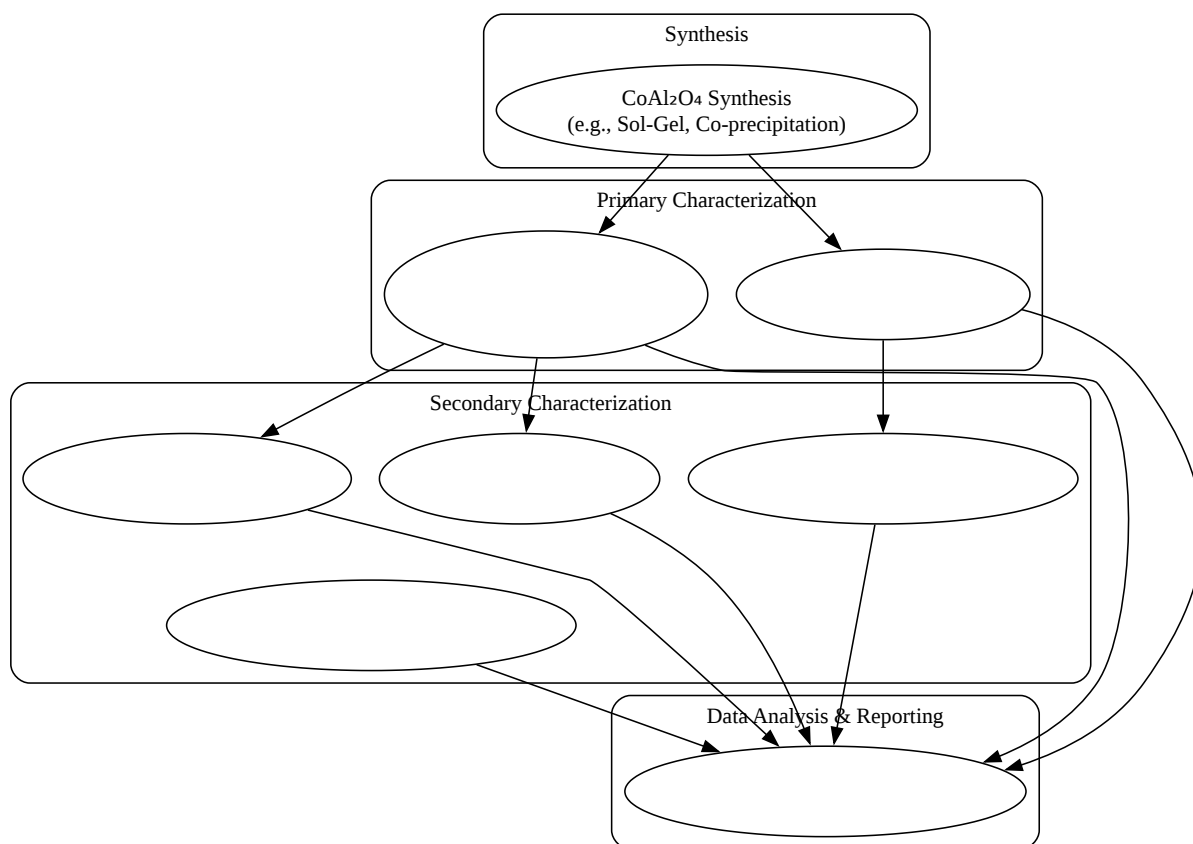 Synthesis
CoAl₂O₄ Synthesis
(e.g., Sol-Gel, Co-precipitation)
Primary Characterization
Secondary Characterization
Data Analysis & Reporting